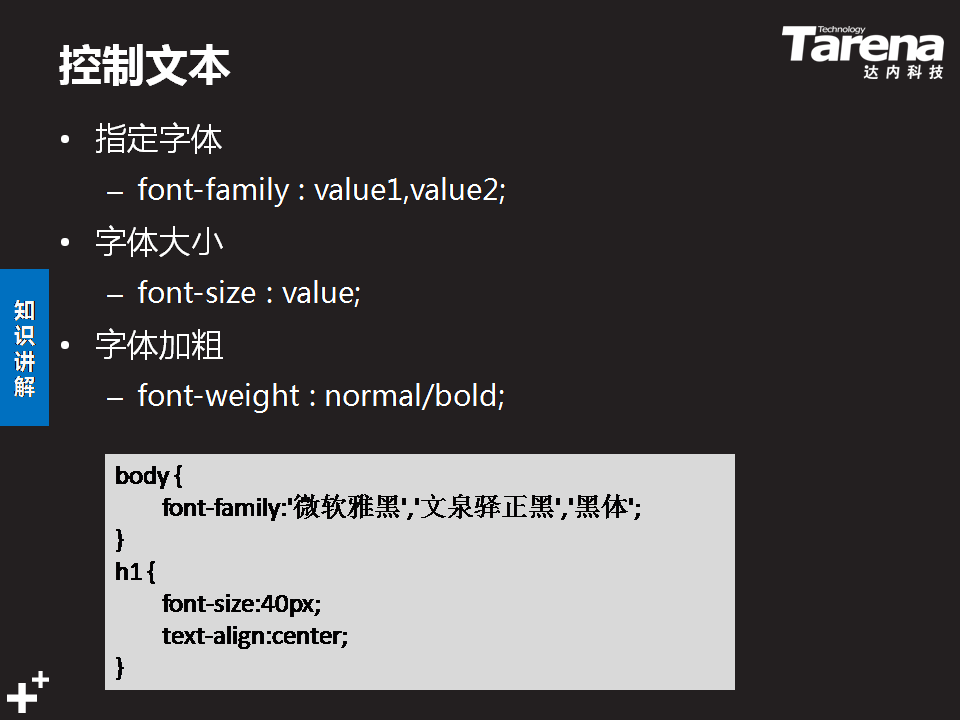 控制文本
Technology
Tarena
达内科技
• 指定字体
– font-family : value1,value2;
• 字体大小
– font-size : value;
• 字体加粗
– font-weight : normal/bold;
知识讲解
body {
font-family:'微软雅黑','文泉驿正黑','黑体';
}
h1 {
font-size:40px;
text-align:center;
}